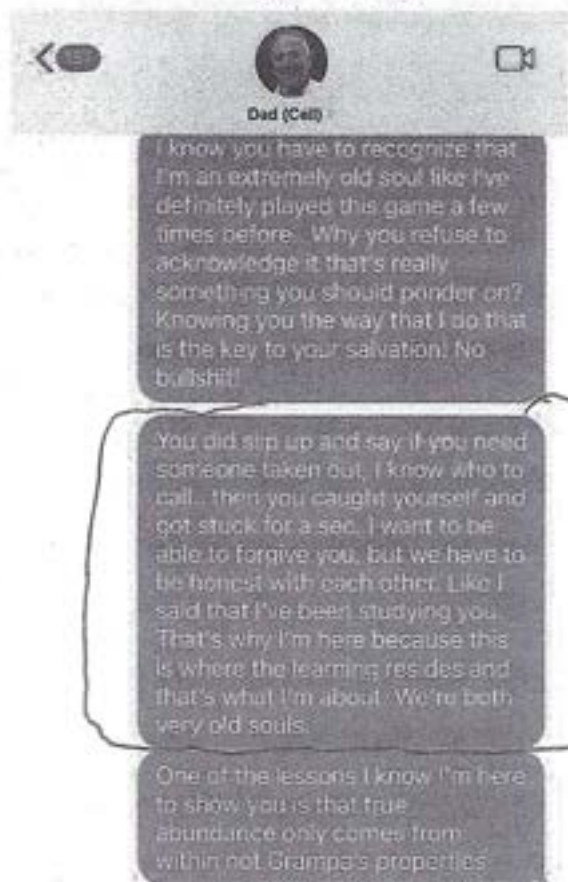 Dad (Cell)
I know you have to recognize that
I'm an extremely old soul like I've
definitely played this game a few
times before. Why you refuse to
acknowledge it that's really
something you should ponder on?
Knowing you the way that I do that
is the key to your salvation! No
bullshit!
You did slip up and say if you need
someone taken out, I know who to
call.. then you caught yourself and
got stuck for a sec. I want to be
able to forgive you, but we have to
be honest with each other. Like I
said that I've been studying you.
That's why I'm here because this
is where the learning resides and
that's what I'm about. We're both
very old souls.
One of the lessons I know I'm here
to show you is that true
abundance only comes from
within not Grampa's properties